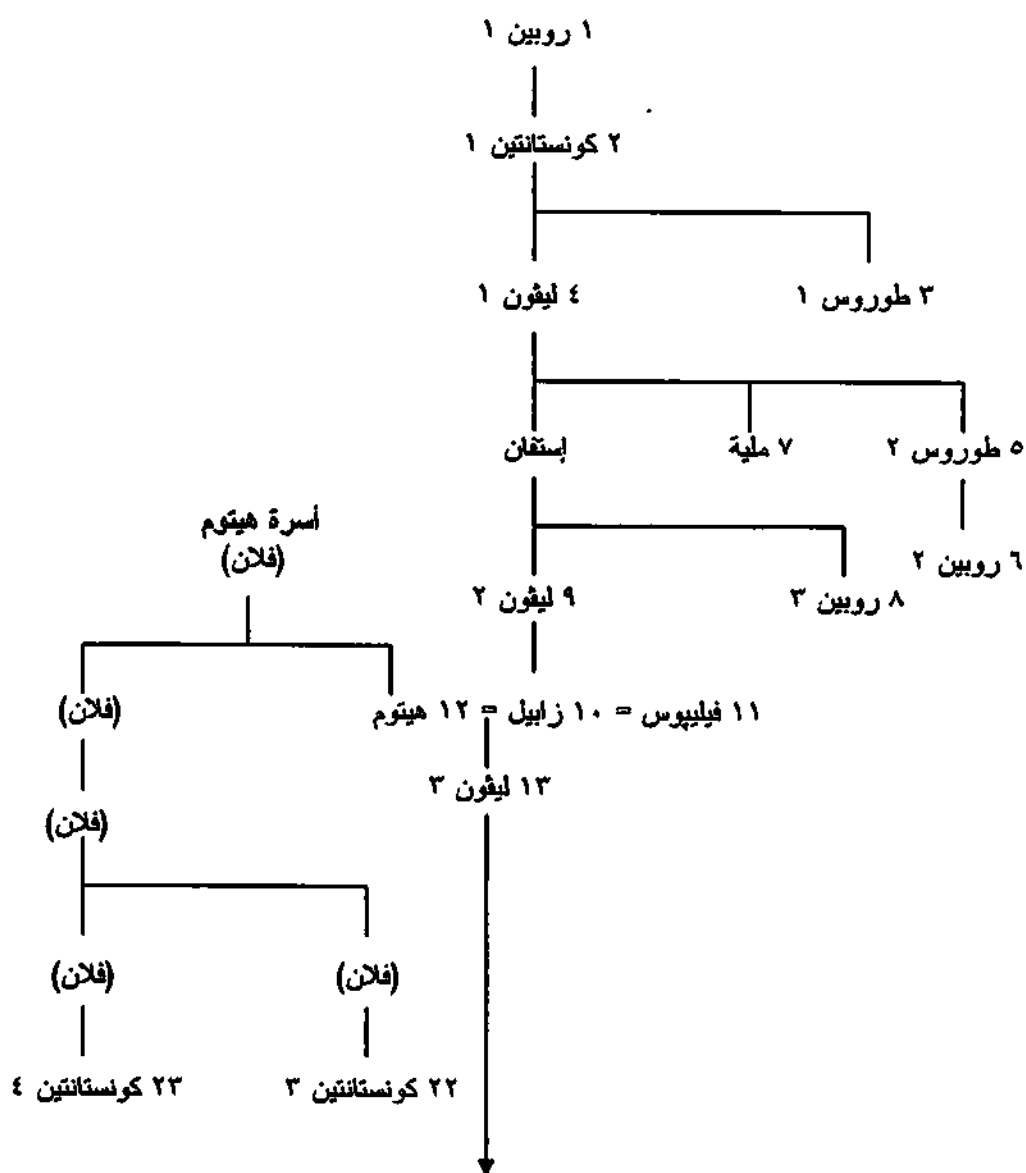 ١ روبين ١
٢ كونستانتين ١
٣ طوروس ١
٤ ليڤون ١
٥ طوروس ٢
٧ ملية
إستفان
أسرة هيتوم
(فلان)
٦ روبين ٢
٨ روبين ٣
٩ ليڤون ٢
١١ فيليپوس = ١٠ زابيل = ١٢ هيتوم
(فلان)
١٣ ليڤون ٣
(فلان)
(فلان)
(فلان)
٢٢ كونستانتين ٣
٢٣ كونستانتين ٤